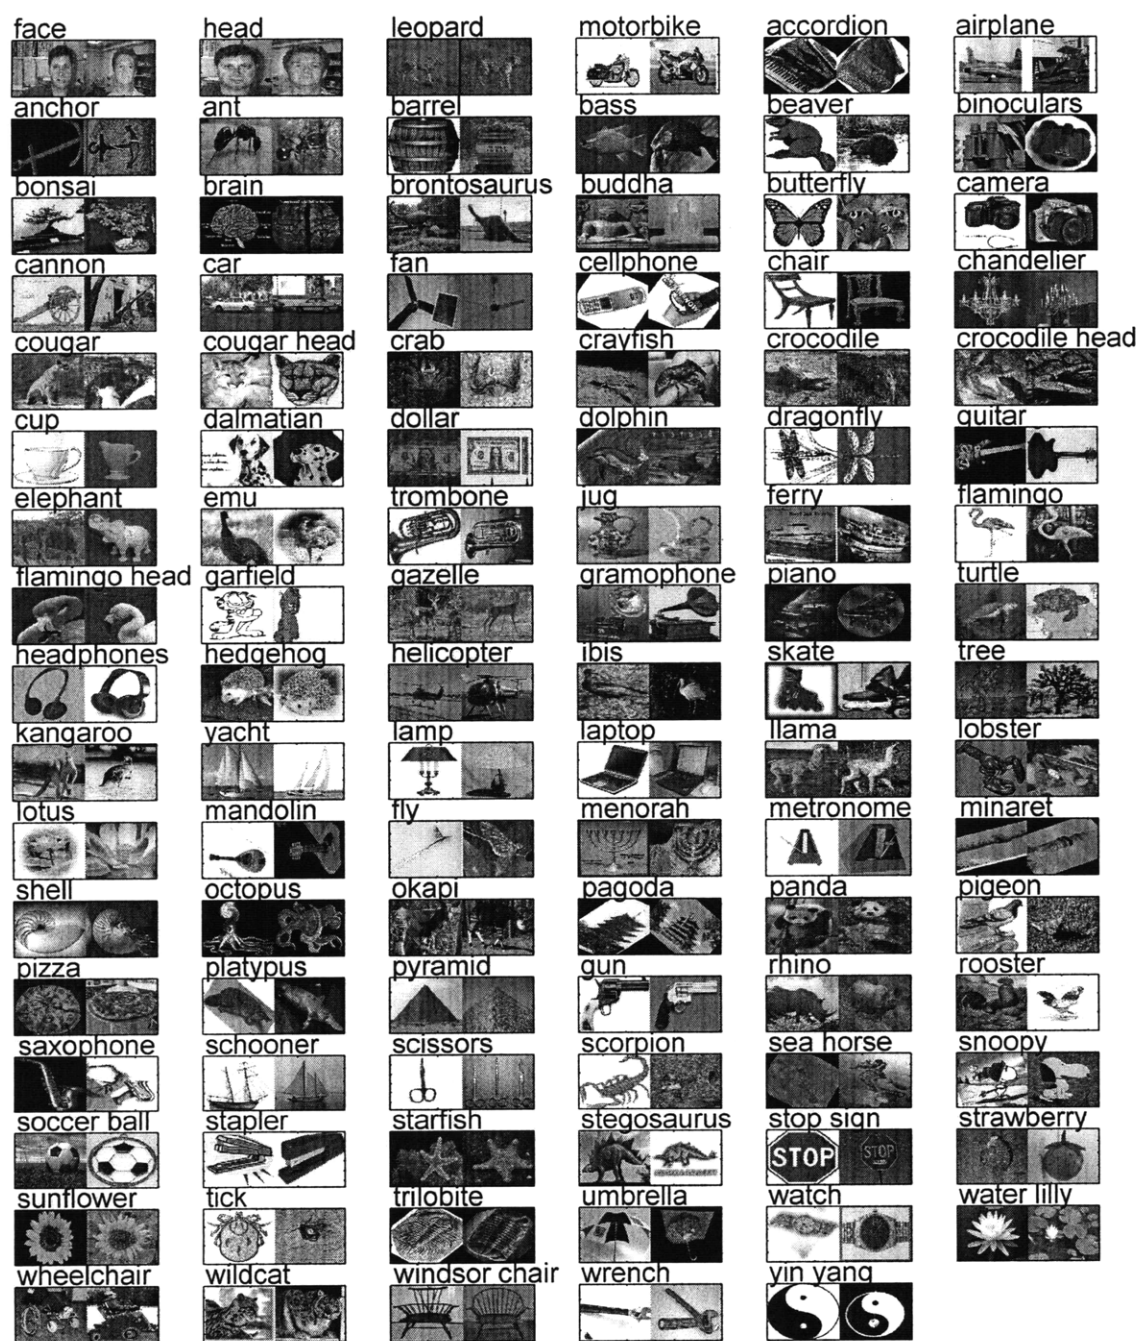 face head leopard motorbike accordion airplane
anchor ant barrel bass beaver binoculars
bonsai brain brontosaurus buddha butterfly camera
cannon car fan cellphone chair chandelier
cougar cougar head crab crayfish crocodile crocodile head
cup dalmatian dollar dolphin dragonfly guitar
elephant emu trombone jug ferry flamingo
flamingo head garfield gazelle gramophone piano turtle
headphones hedgehog helicopter ibis skate tree
kangaroo yacht lamp laptop llama lobster
lotus mandolin fly menorah metronome minaret
shell octopus okapi pagoda panda pigeon
pizza platypus pyramid gun rhino rooster
saxophone schooner scissors scorpion sea horse snoopy
soccer ball stapler starfish stegosaurus stop sign strawberry
STOP STOP
sunflower tick trilobite umbrella watch water lilly
wheelchair wildcat windsor chair wrench yin yang